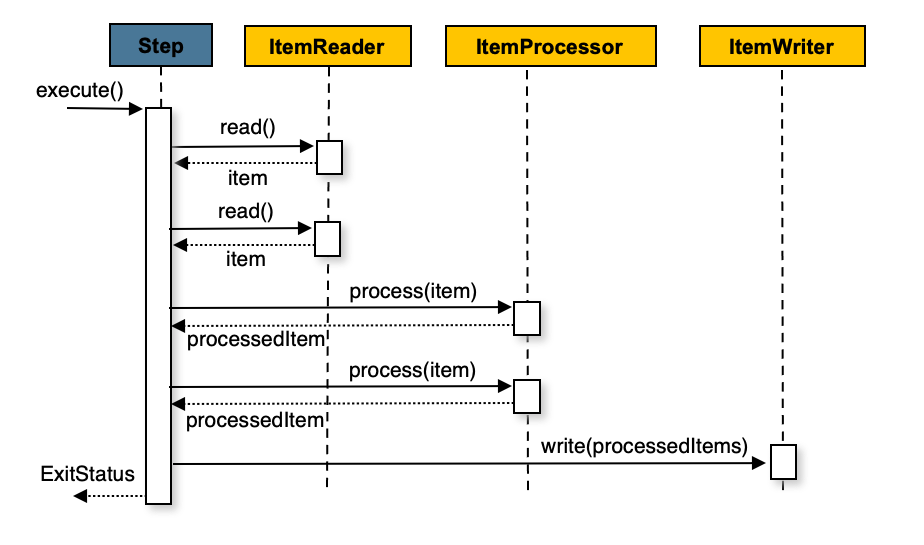 Step
ItemReader
ItemProcessor
ItemWriter
execute()
read()
item
read()
item
process(item)
processedItem
process(item)
processedItem
write(processedItems)
ExitStatus